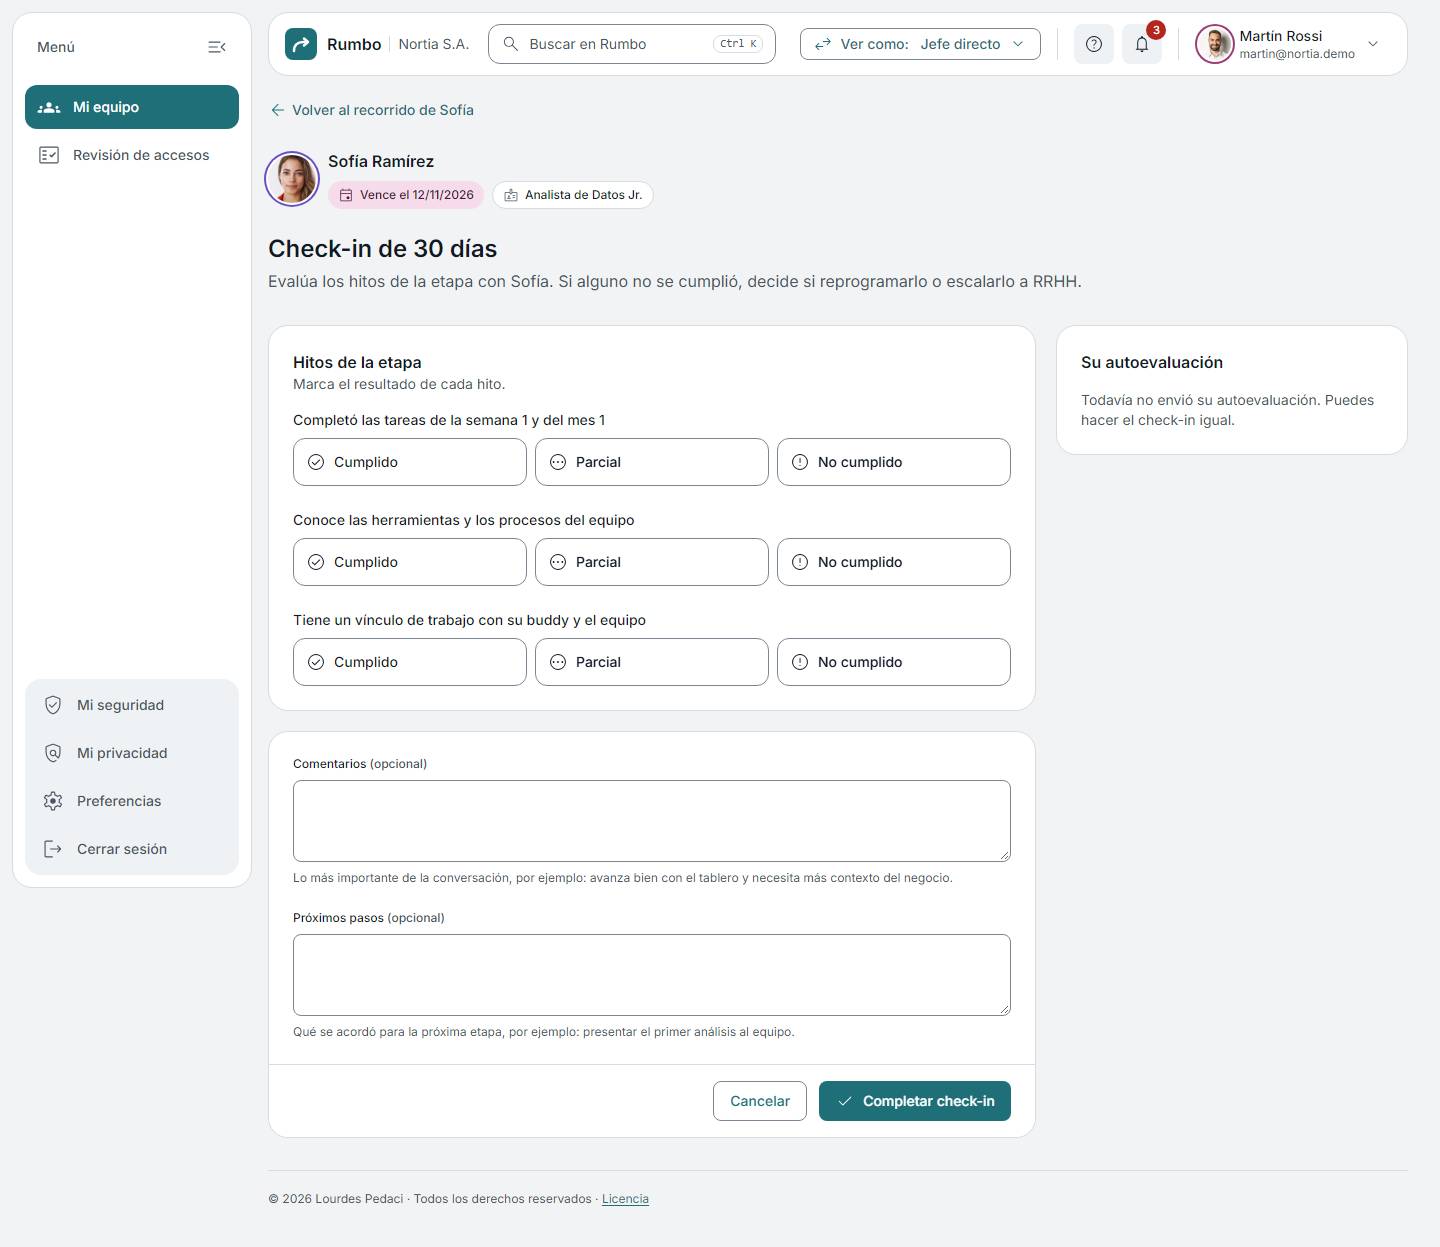 Menú
Mi equipo
Revisión de accesos
Mi seguridad
Mi privacidad
Preferencias
Cerrar sesión
Rumbo
Nortia S.A.
Buscar en Rumbo
Ctrl K
Ver como: Jefe directo
3
Martín Rossi
martin@nortia.demo
Volver al recorrido de Sofía
Sofía Ramírez
Vence el 12/11/2026
Analista de Datos Jr.
Check-in de 30 días
Evalúa los hitos de la etapa con Sofía. Si alguno no se cumplió, decide si reprogramarlo o escalarlo a RRHH.
Hitos de la etapa
Marca el resultado de cada hito.
Completó las tareas de la semana 1 y del mes 1
Cumplido
Parcial
No cumplido
Conoce las herramientas y los procesos del equipo
Cumplido
Parcial
No cumplido
Tiene un vínculo de trabajo con su buddy y el equipo
Cumplido
Parcial
No cumplido
Su autoevaluación
Todavía no envió su autoevaluación. Puedes
hacer el check-in igual.
Comentarios (opcional)
Lo más importante de la conversación, por ejemplo: avanza bien con el tablero y necesita más contexto del negocio.
Próximos pasos (opcional)
Qué se acordó para la próxima etapa, por ejemplo: presentar el primer análisis al equipo.
Cancelar
Completar check-in
© 2026 Lourdes Pedaci · Todos los derechos reservados · Licencia